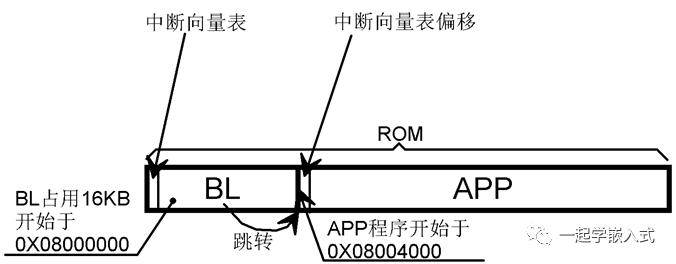 中断向量表
中断向量表偏移
ROM
BL
APP
BL占用16KB
开始于
0X08000000
跳转
APP程序开始于
0X08004000
一起学嵌入式